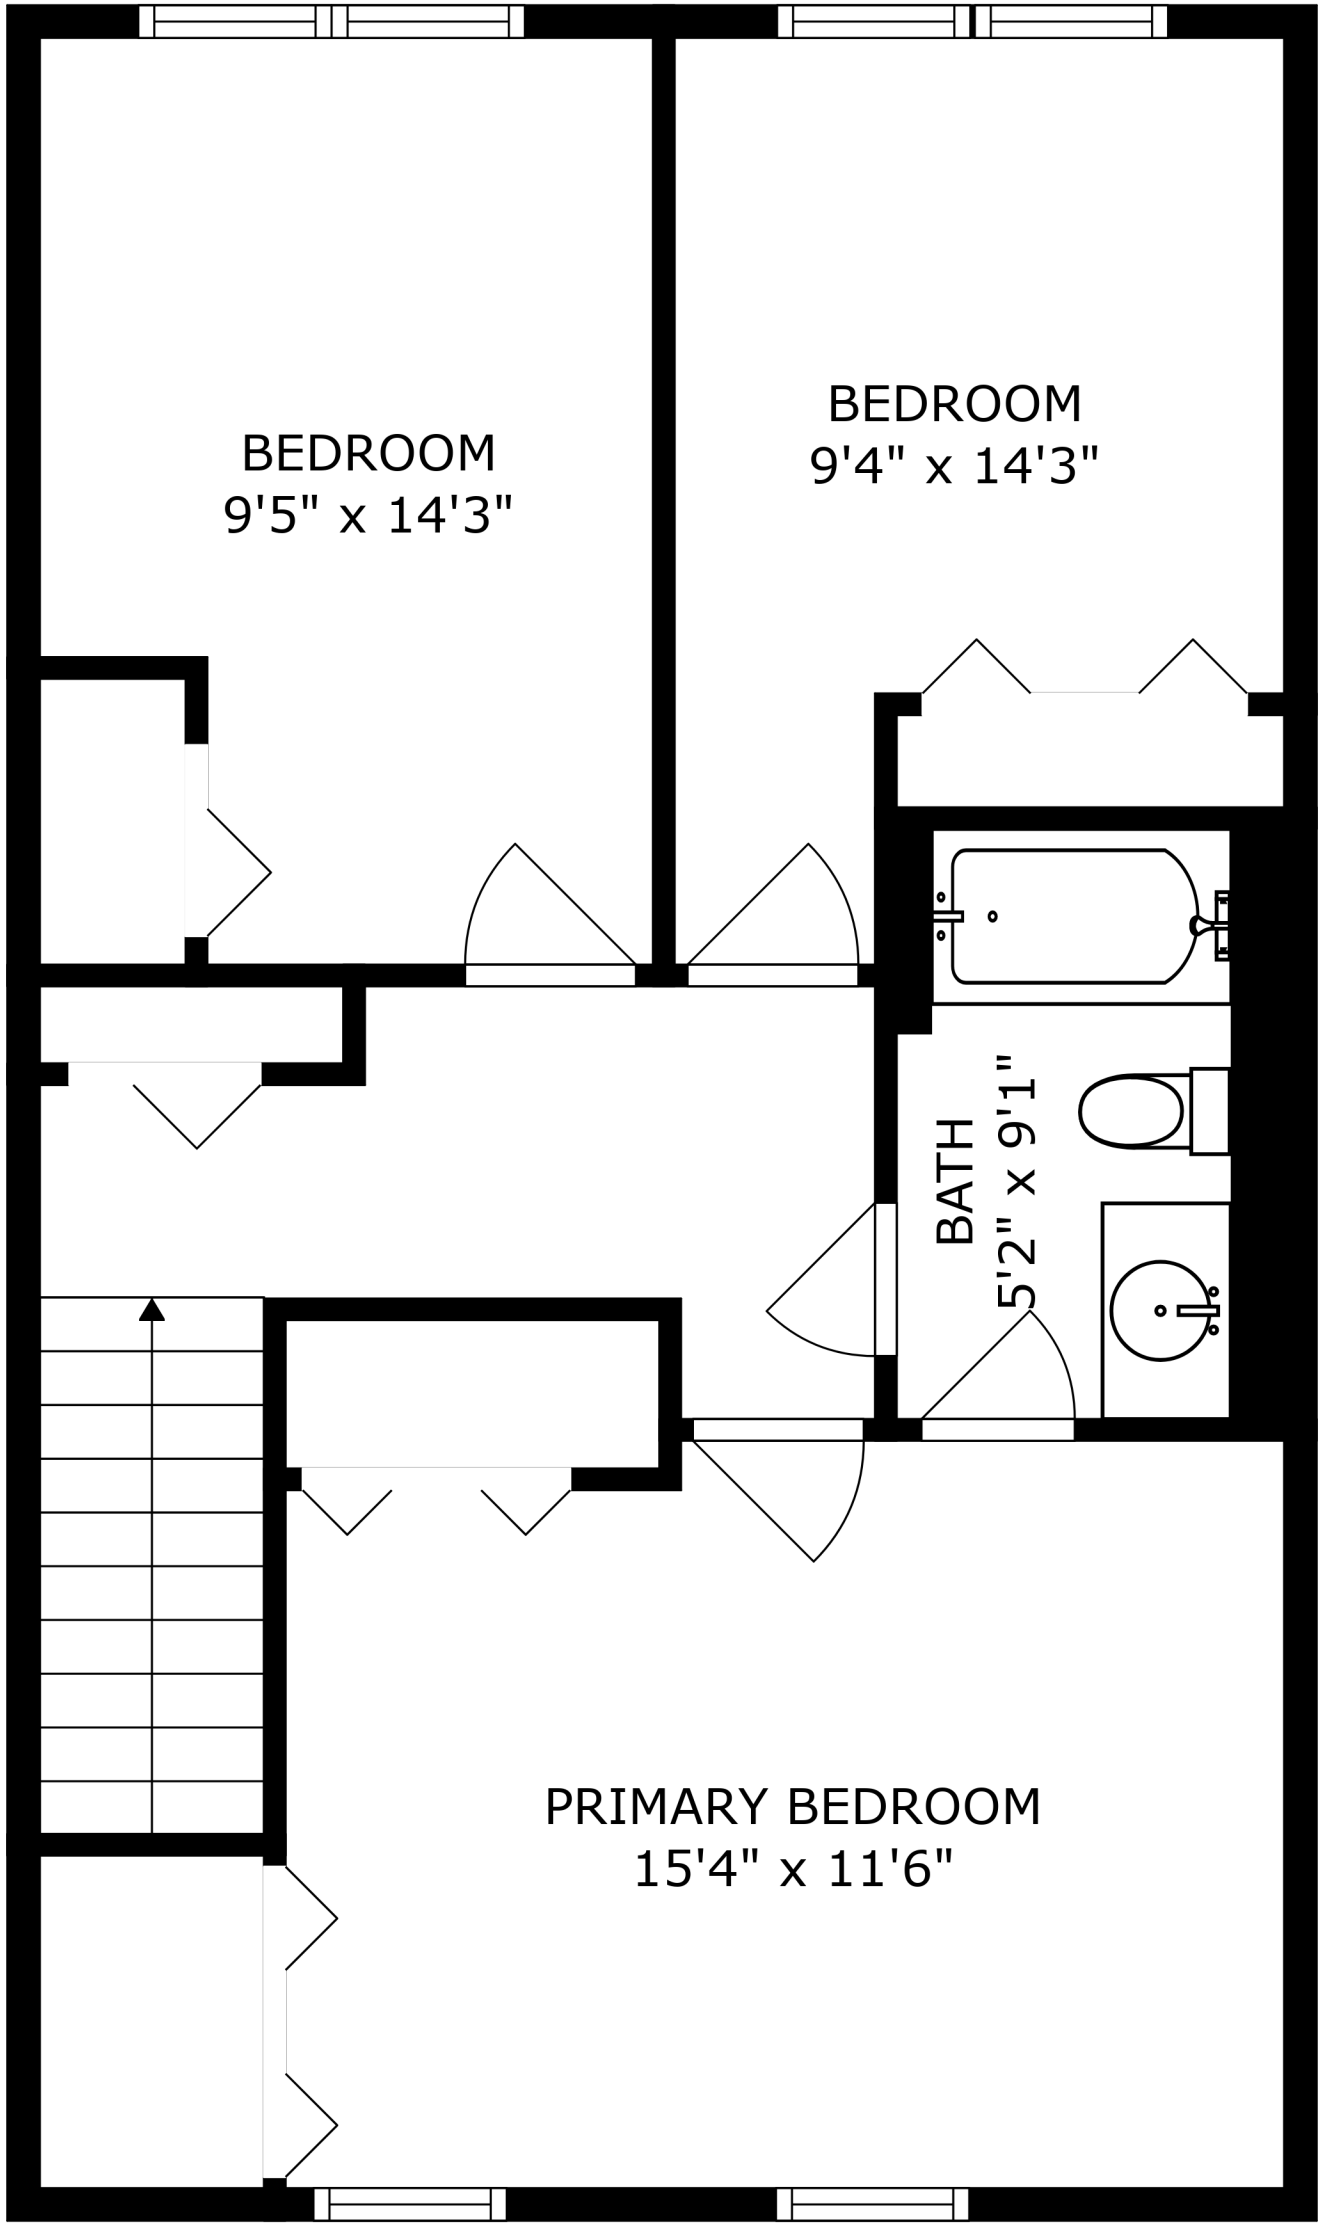 BEDROOM
9'5" x 14'3"
BEDROOM
9'4" x 14'3"
BATH
5'2" x 9'1"
PRIMARY BEDROOM
15'4" x 11'6"